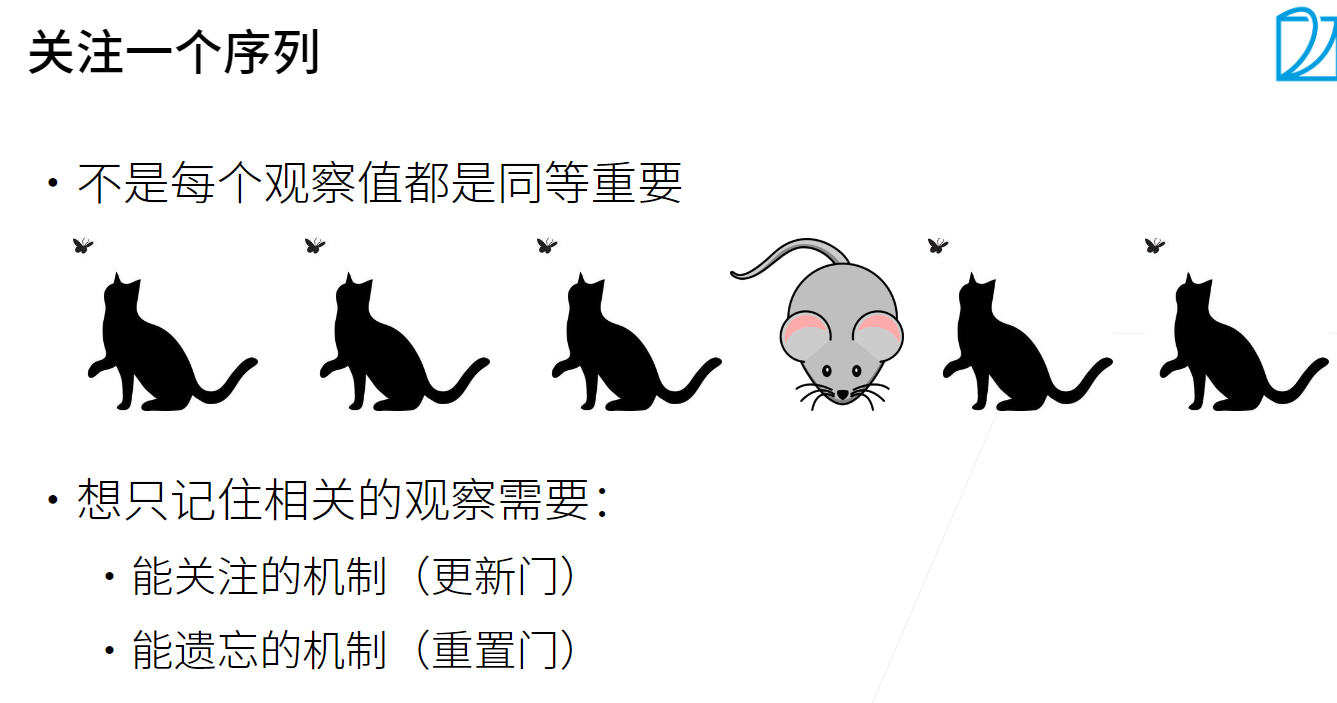 关注一个序列
• 不是每个观察值都是同等重要
• 想只记住相关的观察需要：
• 能关注的机制（更新门）
• 能遗忘的机制（重置门）